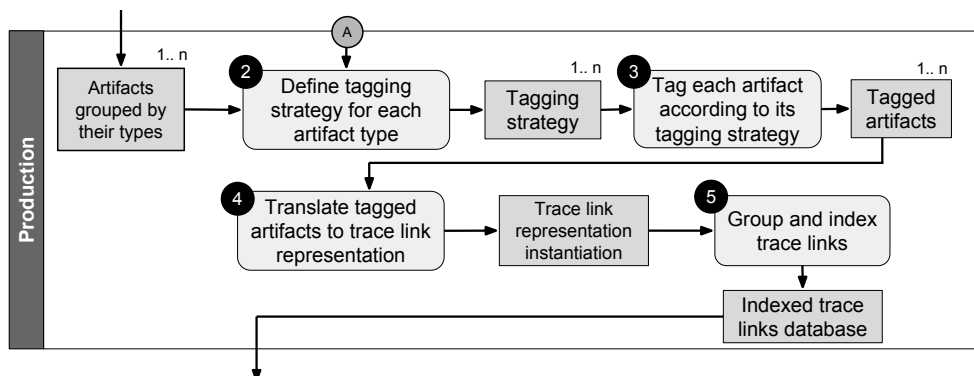 A
1.. n
Artifacts
grouped by
their types
2
Define tagging
strategy for each
artifact type
1.. n
Tagging
strategy
3
Tag each artifact
according to its
tagging strategy
1.. n
Tagged
artifacts
Production
4
Translate tagged
artifacts to trace link
representation
Trace link
representation
instantiation
5
Group and index
trace links
Indexed trace
links database